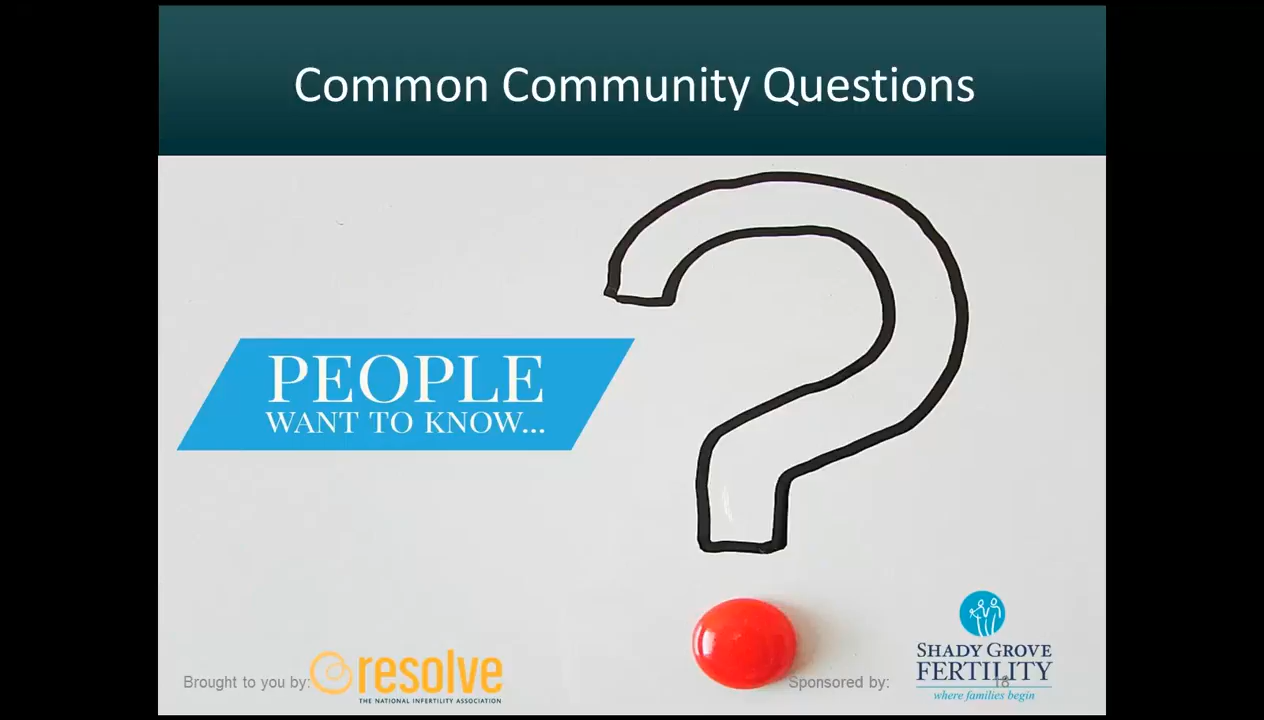 Common Community Questions
PEOPLE
WANT TO KNOW...
Brought to you by:
resolve
THE NATIONAL INFERTILITY ASSOCIATION
Sponsored by:
SHADY GROVE
FERTILITY
18
where families begin